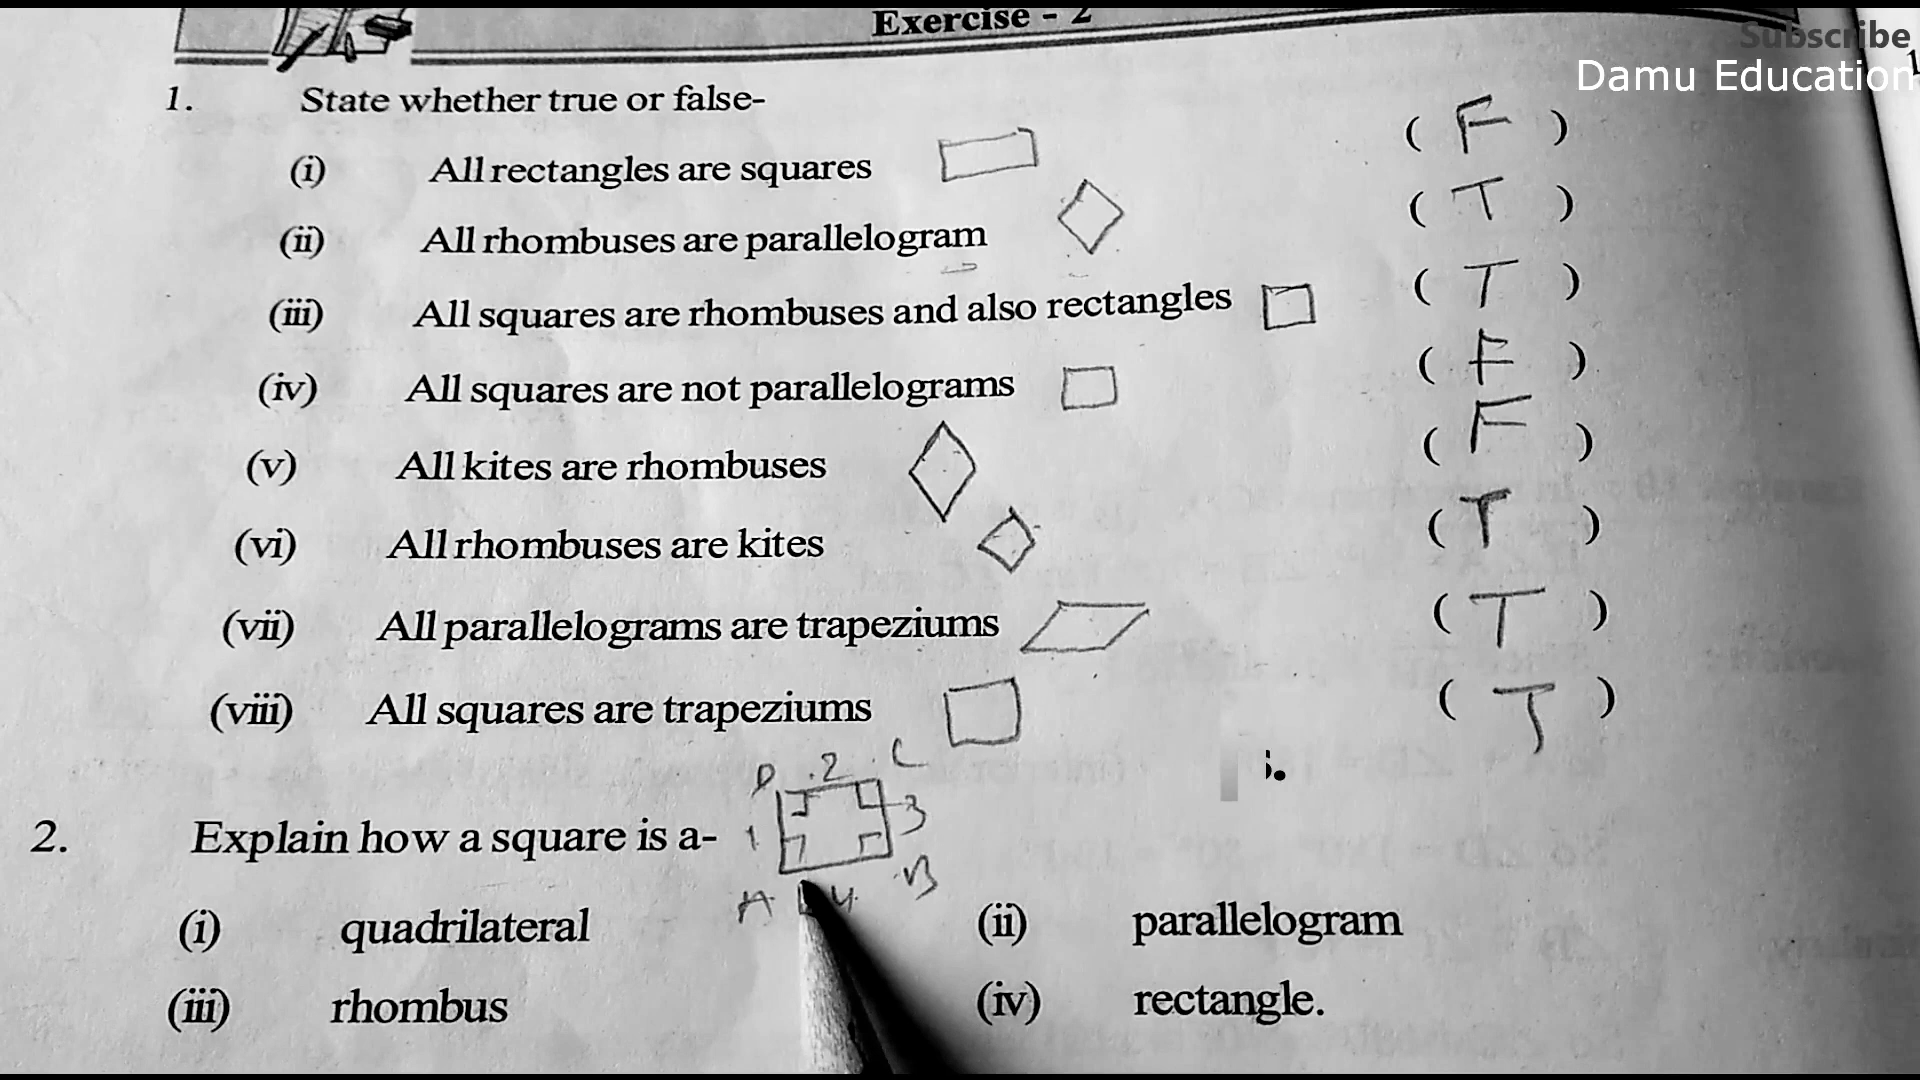 Exercise - 2
Subscribe
Damu Education
1. State whether true or false-
(i) All rectangles are squares ( F )
(ii) All rhombuses are parallelogram ( T )
(iii) All squares are rhombuses and also rectangles ( T )
(iv) All squares are not parallelograms ( F )
(v) All kites are rhombuses ( F )
(vi) All rhombuses are kites ( T )
(vii) All parallelograms are trapeziums ( T )
(viii) All squares are trapeziums ( T )
D 2 C
2. Explain how a square is a- 1 3
A 4 B
(i) quadrilateral (ii) parallelogram
(iii) rhombus (iv) rectangle.